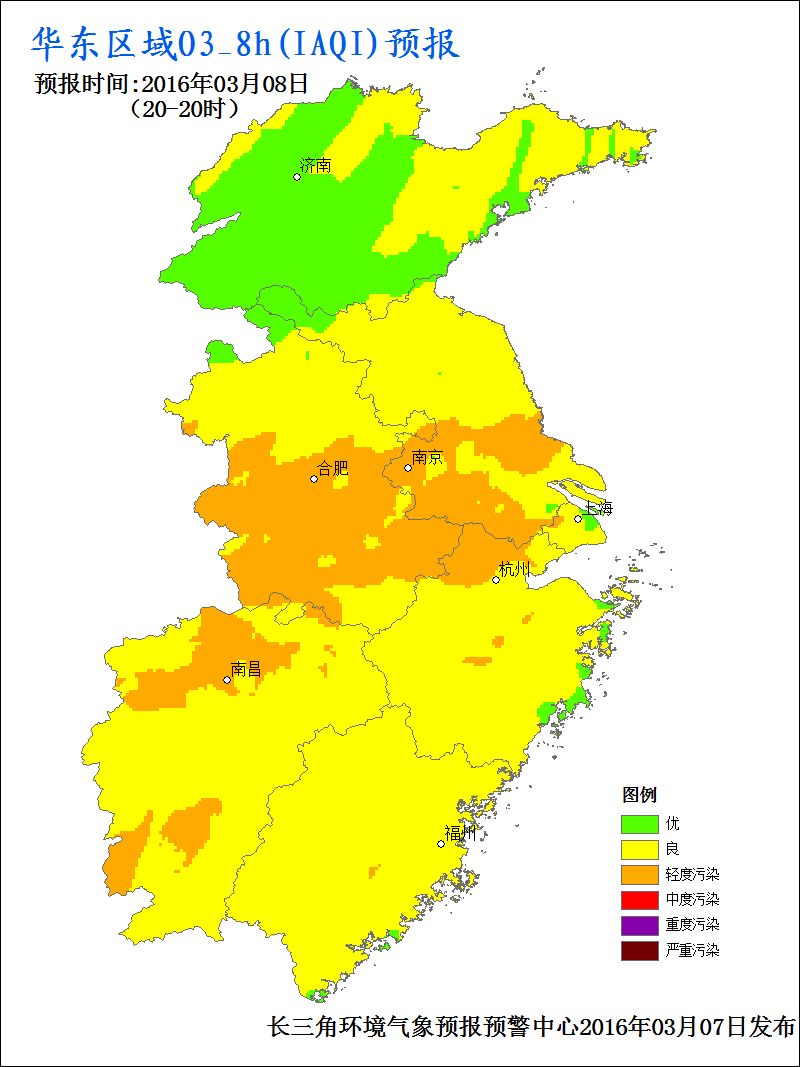 华东区域O3_8h(IAQI)预报
预报时间:2016年03月08日
（20-20时）
济南
南京
合肥
上海
杭州
南昌
福州
图例
优
良
轻度污染
中度污染
重度污染
严重污染
长三角环境气象预报预警中心2016年03月07日发布